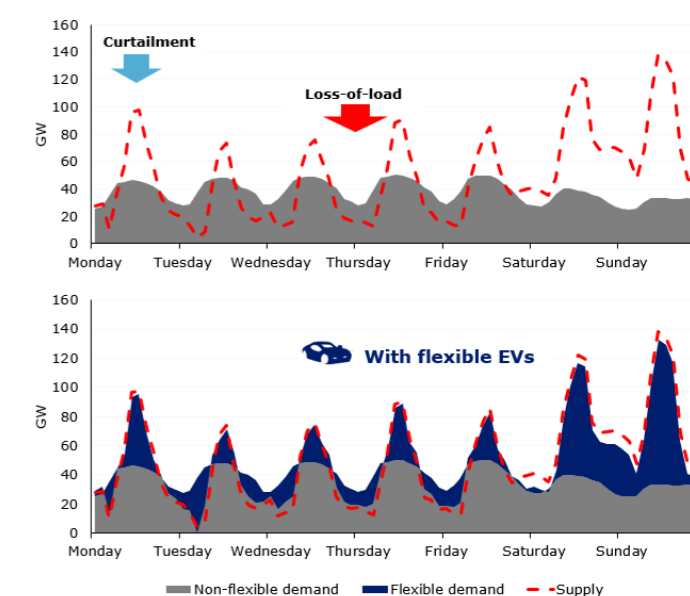 160
Curtailment
140
120
Loss-of-load
100
GW
80
60
40
20
0
Monday Tuesday Wednesday Thursday Friday Saturday Sunday
160
140
With flexible EVs
120
100
GW
80
60
40
20
0
Monday Tuesday Wednesday Thursday Friday Saturday Sunday
Non-flexible demand Flexible demand Supply